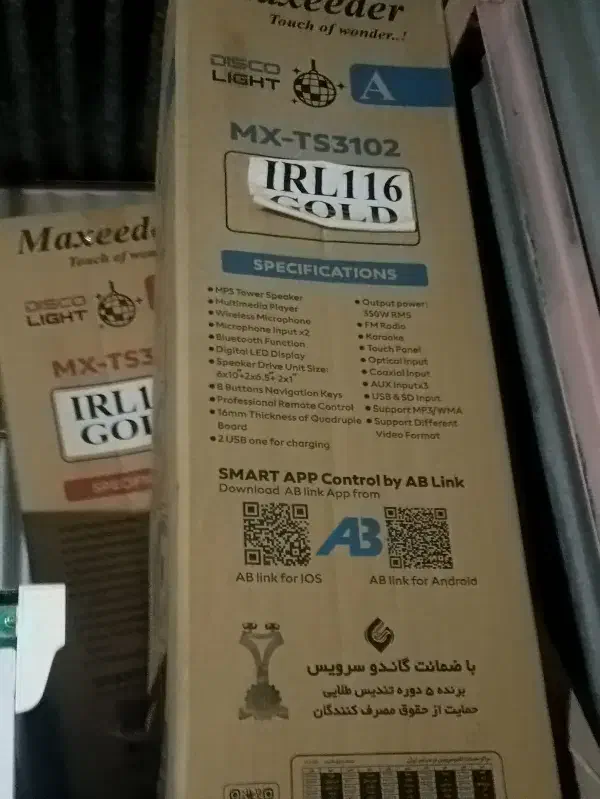 Maxeeder
Touch of wonder..!
DISCO
LIGHT
A
MX-TS3102
IRL116
GOLD
SPECIFICATIONS
MP5 Tower Speaker
Multimedia Player
Wireless Microphone
Microphone Input x2
Bluetooth Function
Digital LED Display
Speaker Drive Unit Size:
6x10"+2x6.5"+2x1"
8 Buttons Navigation Keys
Professional Remote Control
16mm Thickness of Quadruple
Board
2 USB one for charging
Output power:
350W RMS
FM Radio
Karaoke
Touch Panel
Optical Input
Coaxial Input
AUX Inputx3
USB & SD Input
Support MP3/WMA
Support Different
Video Format
SMART APP Control by AB Link
Download AB link App from
AB
AB link for IOS
AB link for Android
با ضمانت گاندو سرویس
برنده ۵ دوره تندیس طلایی
حمایت از حقوق مصرف کنندگان
Maxeed
Touch of won
DISCO
LIGHT
MX-TS3
IRL1
GOL
SPECIF